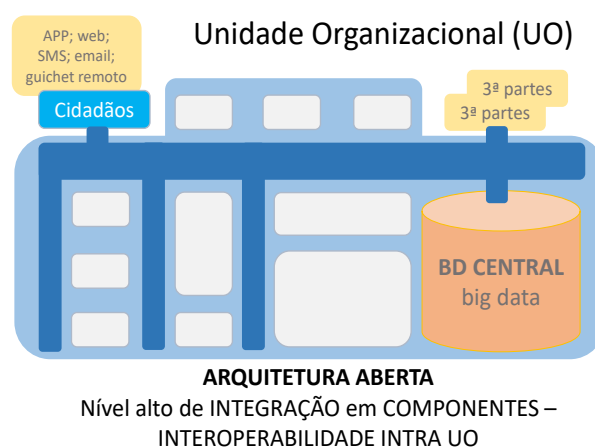 Unidade Organizacional (UO)
APP; web;
SMS; email;
guichet remoto
Cidadãos
3ª partes
3ª partes
BD CENTRAL
big data
ARQUITETURA ABERTA
Nível alto de INTEGRAÇÃO em COMPONENTES –
INTEROPERABILIDADE INTRA UO